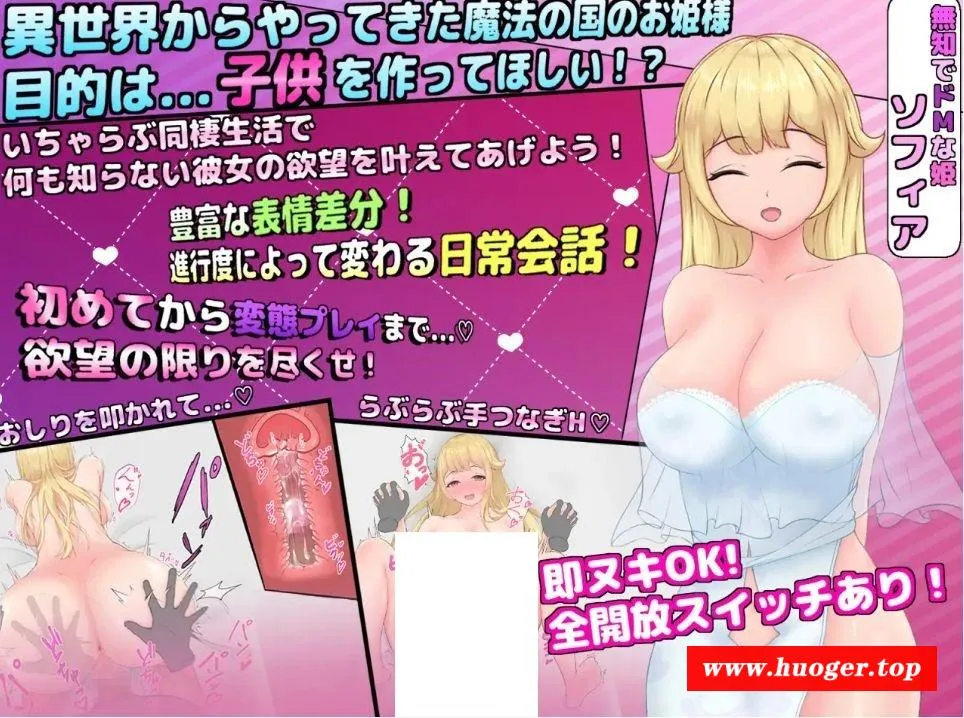 異世界からやってきた魔法の国のお姫様
目的は...子供を作ってほしい!?
無知でドMな姫
ソフィア
いちゃらぶ同棲生活で
何も知らない彼女の欲望を叶えてあげよう!
豊富な表情差分!
進行度によって変わる日常会話!
初めてから変態プレイまで...♡
欲望の限りを尽くせ!
おしりを叩かれて...♡
らぶらぶ手つなぎH♡
おっ
パン
パン
即ヌキOK!
全開放スイッチあり!
www.huoger.top